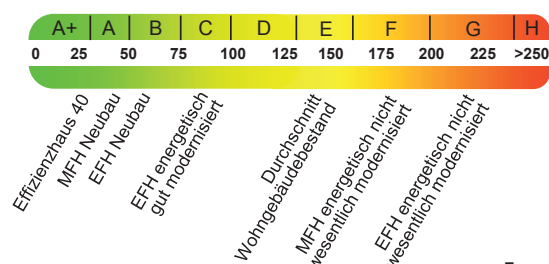 A+ A B C D E F G H
0 25 50 75 100 125 150 175 200 225 >250
Effizienzhaus 40
MFH Neubau
EFH Neubau
EFH energetisch
gut modernisiert
Durchschnitt
Wohngebäudebestand
MFH energetisch nicht
wesentlich modernisiert
EFH energetisch nicht
wesentlich modernisiert